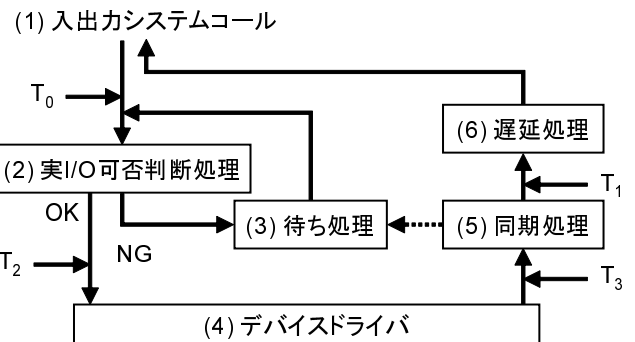 (1) 入出力システムコール
T0
(6) 遅延処理
(2) 実I/O可否判断処理
T1
OK
NG
(3) 待ち処理
(5) 同期処理
T2
T3
(4) デバイスドライバ